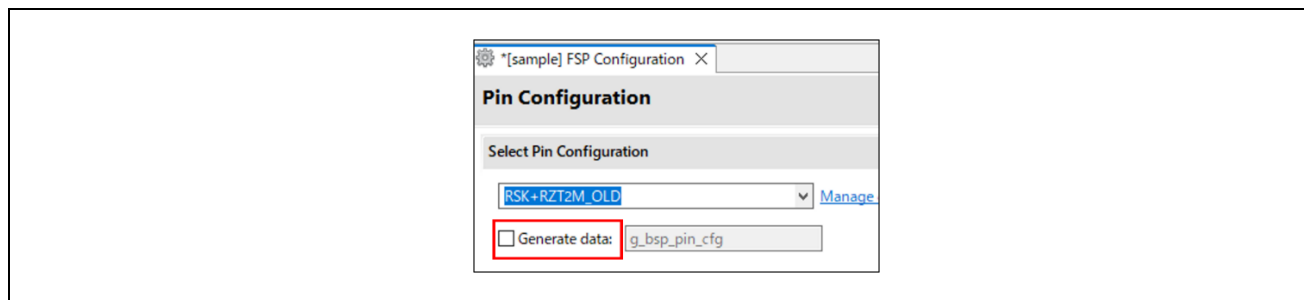 *[sample] FSP Configuration
Pin Configuration
Select Pin Configuration
RSK+RZT2M_OLD Manage
Generate data: g_bsp_pin_cfg